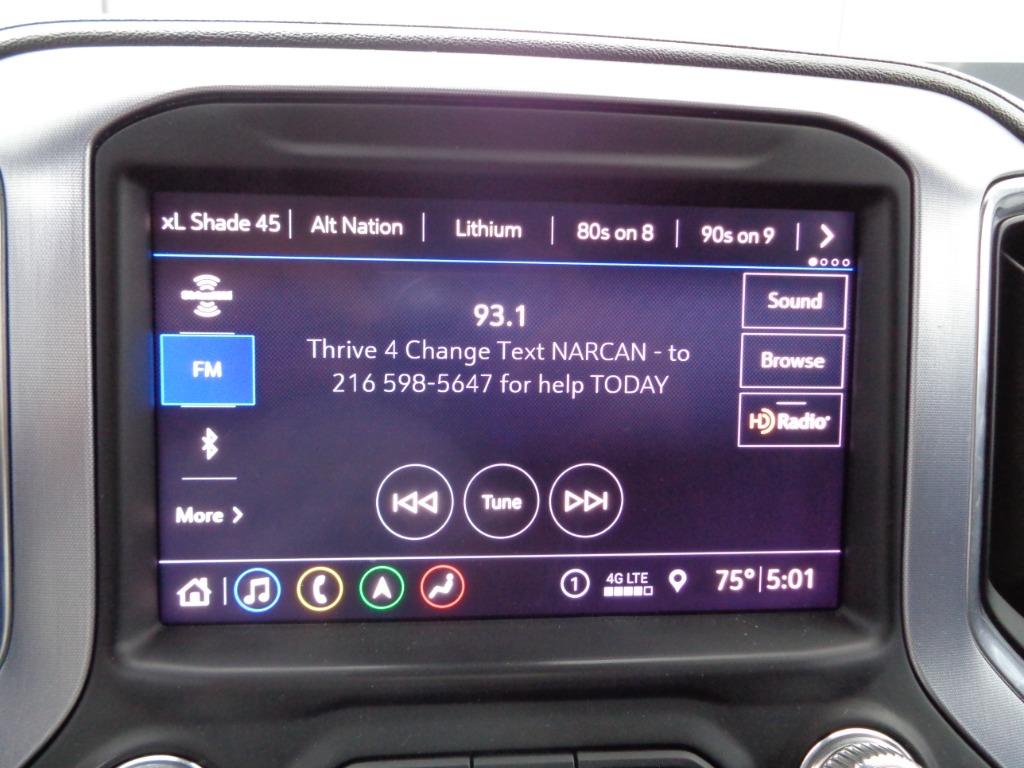 xL Shade 45 Alt Nation Lithium 80s on 8 90s on 9
Sound
93.1
FM
Thrive 4 Change Text NARCAN - to
216 598-5647 for help TODAY
Browse
HD Radio
More
Tune
1 4G LTE 75° 5:01